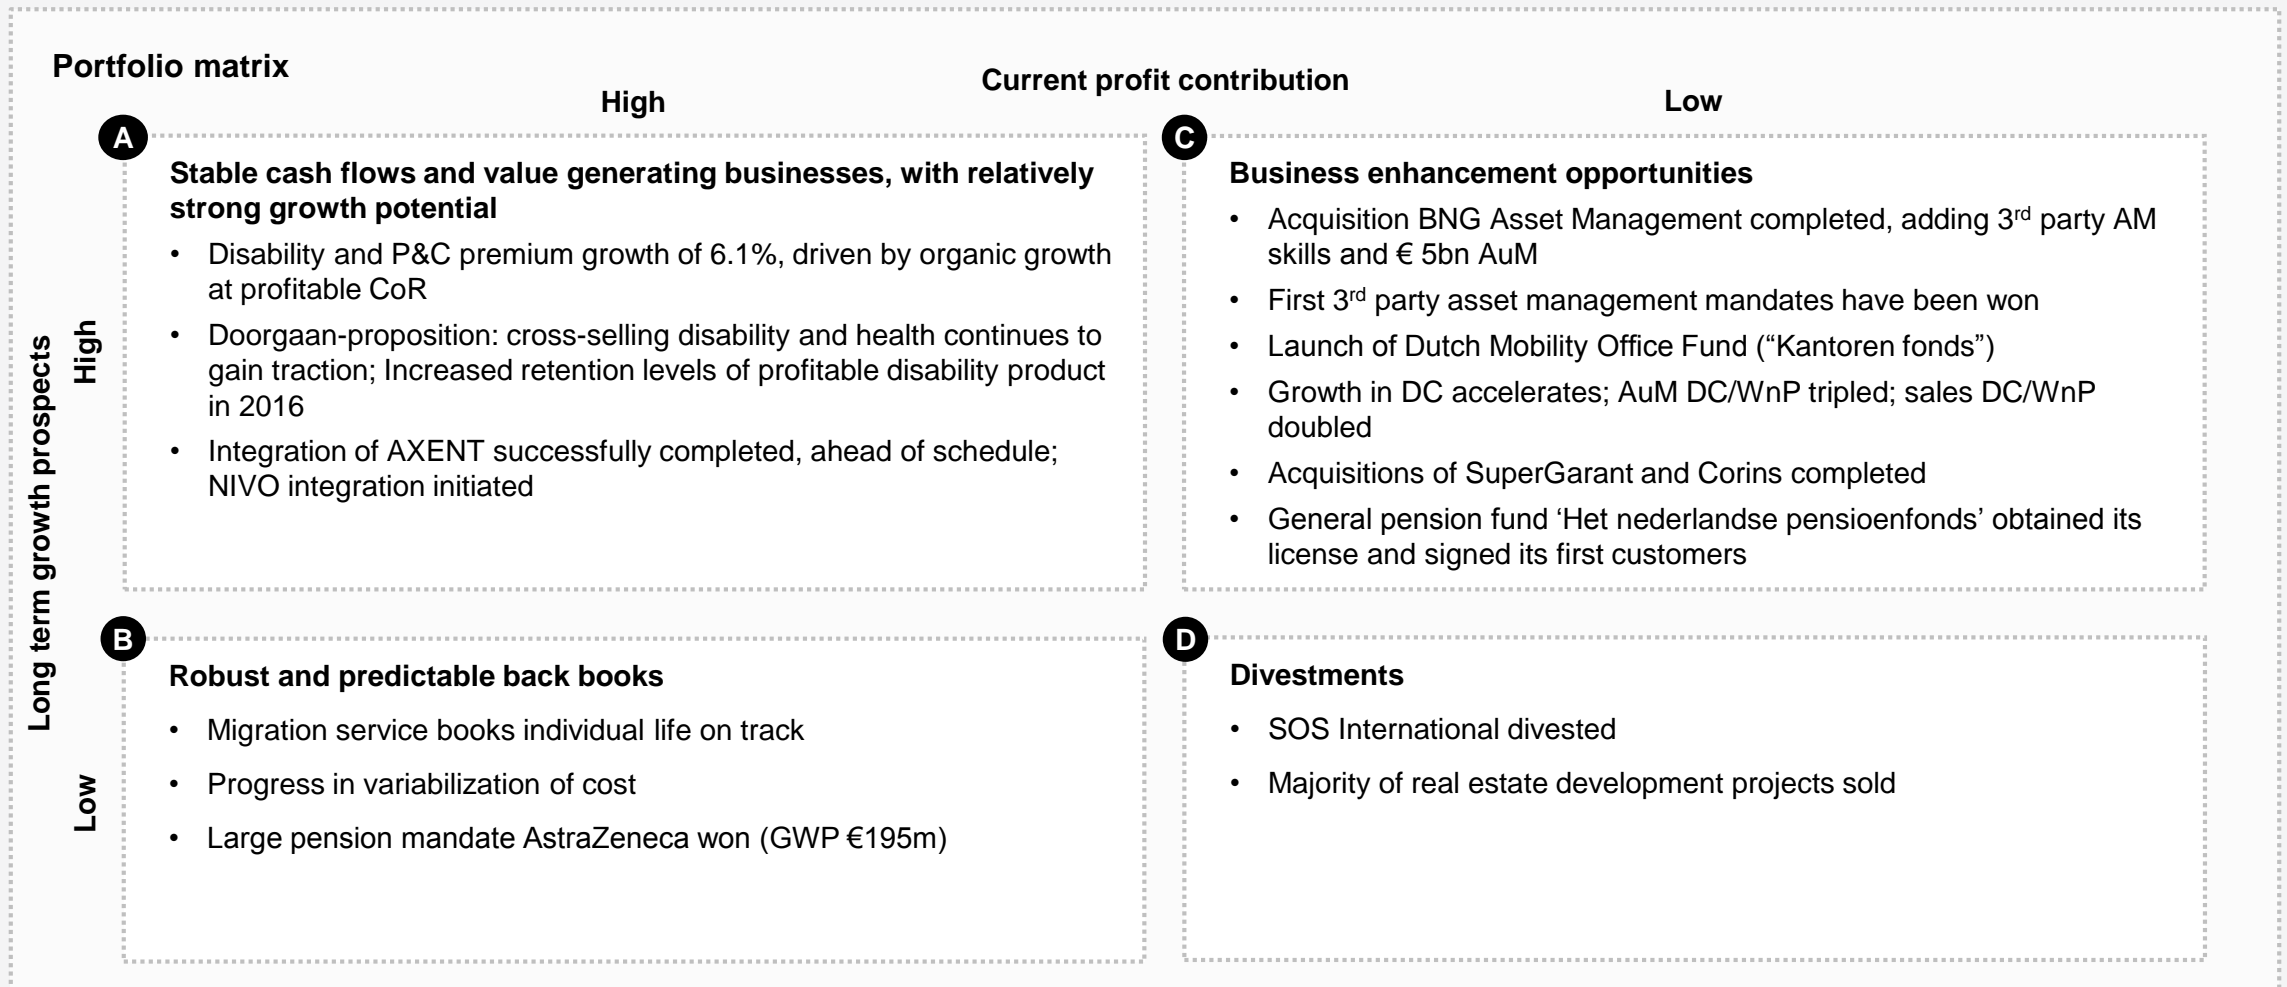 Portfolio matrix
Current profit contribution
High
Low
Long term growth prospects
High
Low
A
Stable cash flows and value generating businesses, with relatively
strong growth potential
• Disability and P&C premium growth of 6.1%, driven by organic growth
at profitable CoR
• Doorgaan-proposition: cross-selling disability and health continues to
gain traction; Increased retention levels of profitable disability product
in 2016
• Integration of AXENT successfully completed, ahead of schedule;
NIVO integration initiated
C
Business enhancement opportunities
• Acquisition BNG Asset Management completed, adding 3rd party AM
skills and € 5bn AuM
• First 3rd party asset management mandates have been won
• Launch of Dutch Mobility Office Fund (“Kantoren fonds”)
• Growth in DC accelerates; AuM DC/WnP tripled; sales DC/WnP
doubled
• Acquisitions of SuperGarant and Corins completed
• General pension fund ‘Het nederlandse pensioenfonds’ obtained its
license and signed its first customers
B
Robust and predictable back books
• Migration service books individual life on track
• Progress in variabilization of cost
• Large pension mandate AstraZeneca won (GWP €195m)
D
Divestments
• SOS International divested
• Majority of real estate development projects sold